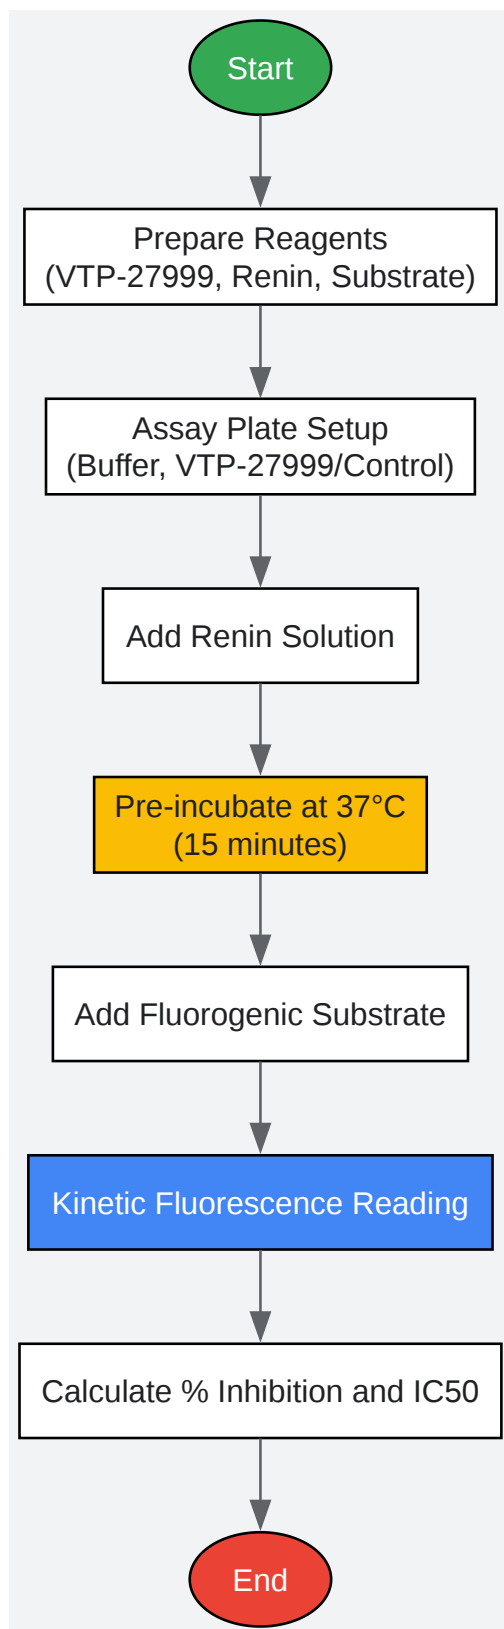 Start
Prepare Reagents
(VTP-27999, Renin, Substrate)
Assay Plate Setup
(Buffer, VTP-27999/Control)
Add Renin Solution
Pre-incubate at 37°C
(15 minutes)
Add Fluorogenic Substrate
Kinetic Fluorescence Reading
Calculate % Inhibition and IC50
End